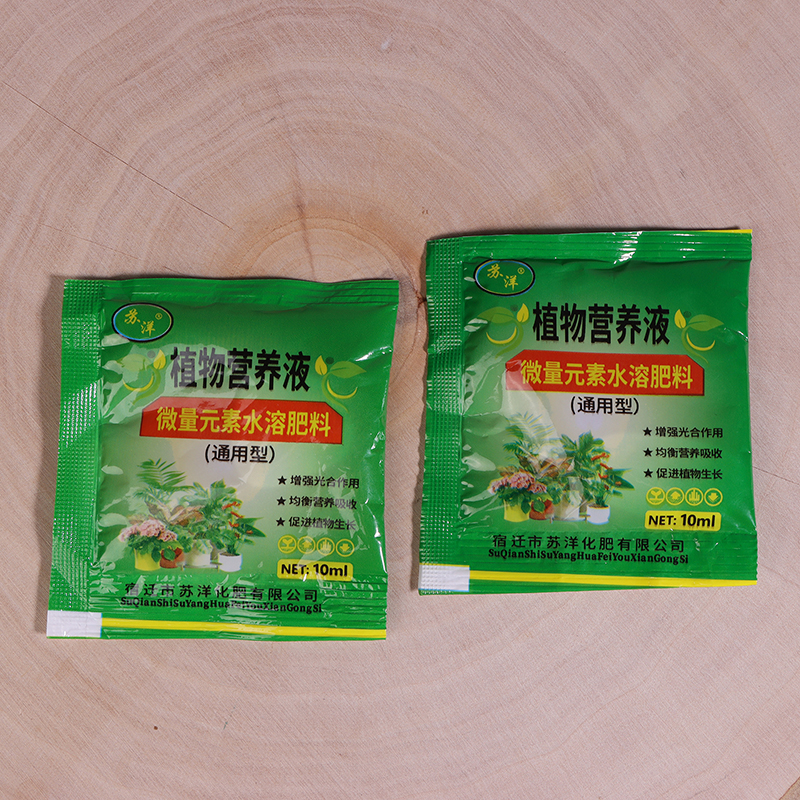 苏洋®
植物营养液
微量元素水溶肥料
(通用型)
★增强光合作用
★均衡营养吸收
★促进植物生长
NET: 10ml
宿迁市苏洋化肥有限公司
SuQianShiSuYangHuaFeiYouXianGongSi
苏洋®
植物营养液
微量元素水溶肥料
(通用型)
★增强光合作用
★均衡营养吸收
★促进植物生长
NET: 10ml
宿迁市苏洋化肥有限公司
SuQianShiSuYangHuaFeiYouXianGongSi